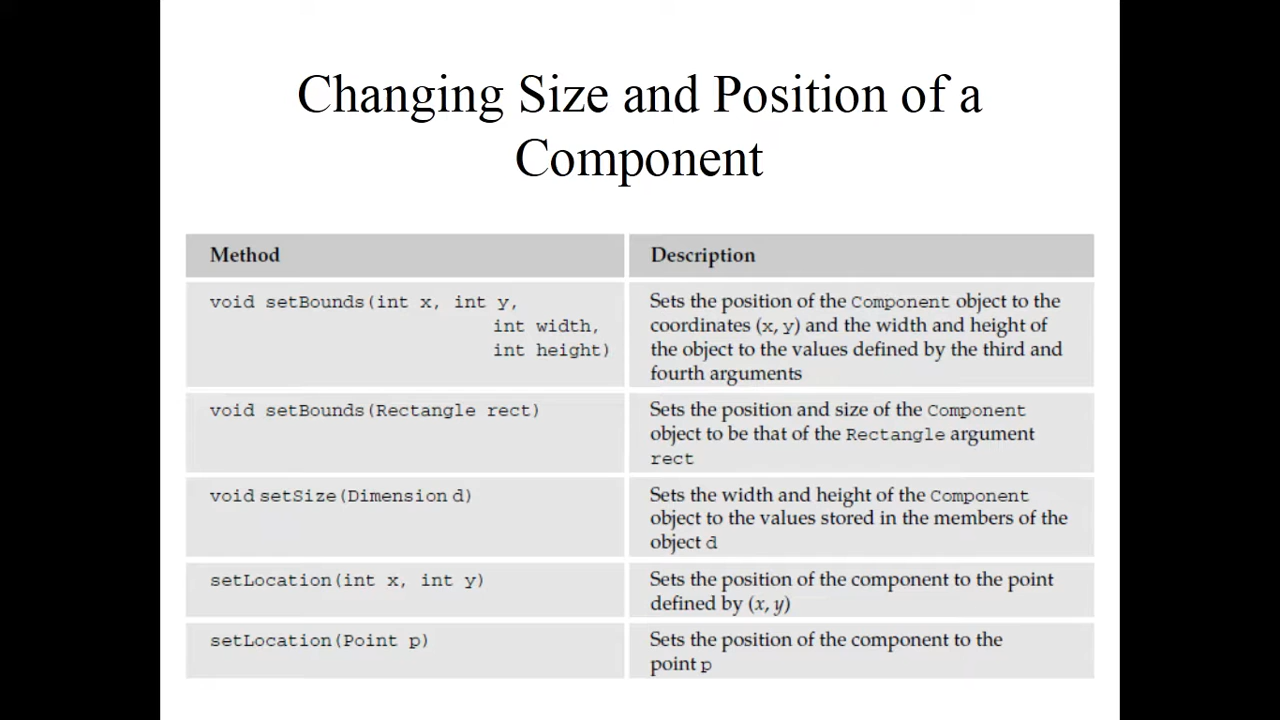 Changing Size and Position of a
Component
Method
Description
void setBounds(int x, int y,
int width,
int height)
Sets the position of the Component object to the
coordinates (x, y) and the width and height of
the object to the values defined by the third and
fourth arguments
void setBounds(Rectangle rect)
Sets the position and size of the Component
object to be that of the Rectangle argument
rect
void setSize(Dimension d)
Sets the width and height of the Component
object to the values stored in the members of the
object d
setLocation(int x, int y)
Sets the position of the component to the point
defined by (x, y)
setLocation(Point p)
Sets the position of the component to the
point p